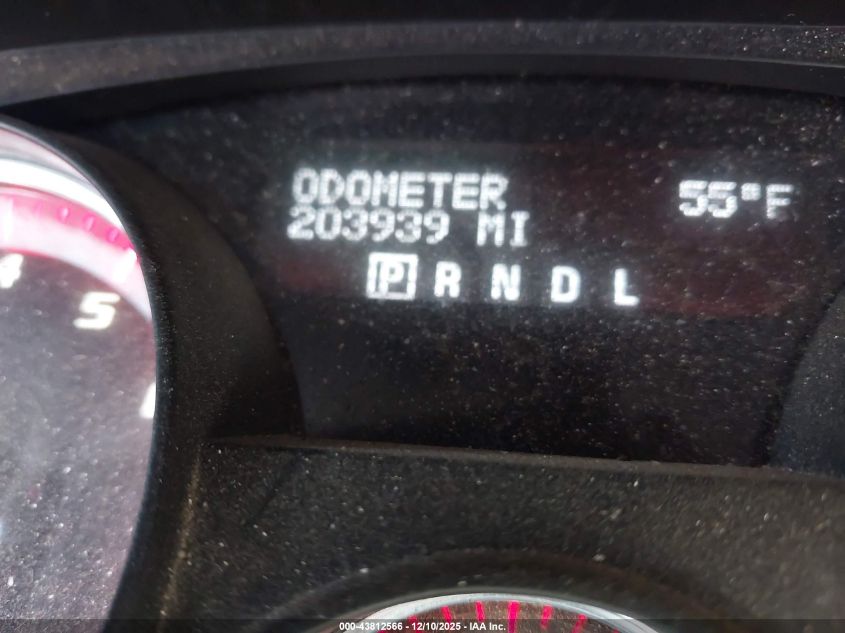 ODOMETER 55°F
203939 MI
P R N D L
4
5
000-43812566 - 12/10/2025 - IAA Inc.